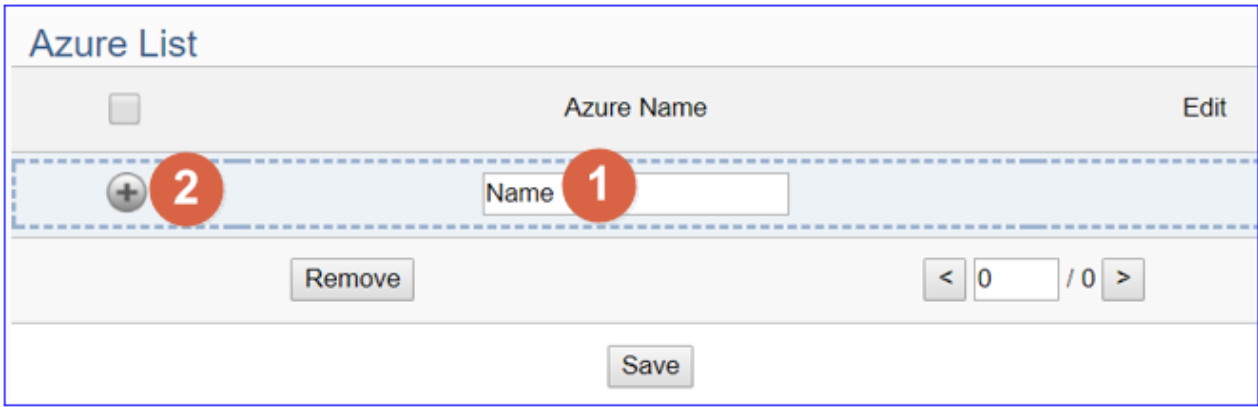 Azure List
Azure Name Edit
+ 2 Name 1
Remove < 0 / 0 >
Save